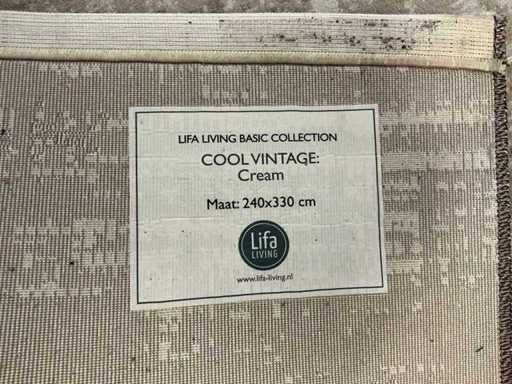 LIFA LIVING BASIC COLLECTION
COOL VINTAGE:
Cream
Maat: 240x330 cm
Lifa
LIVING
www.lifa-living.nl